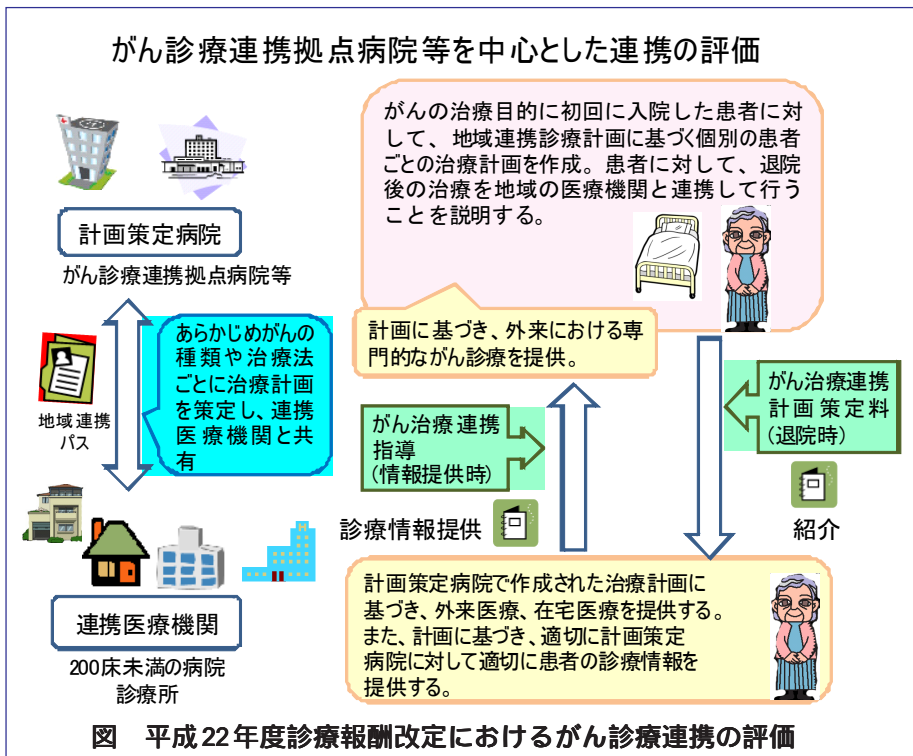 がん診療連携拠点病院等を中心とした連携の評価
計画策定病院
がん診療連携拠点病院等
あらかじめがんの
種類や治療法
ごとに治療計画
を策定し、連携
医療機関と共
有
地域連携
パス
連携医療機関
200床未満の病院
診療所
がんの治療目的に初回に入院した患者に対
して、地域連携診療計画に基づく個別の患者
ごとの治療計画を作成。患者に対して、退院
後の治療を地域の医療機関と連携して行う
ことを説明する。
計画に基づき、外来における専
門的ながん診療を提供。
がん治療連携
指導
(情報提供時)
診療情報提供
がん治療連携
計画策定料
(退院時)
紹介
計画策定病院で作成された治療計画に
基づき、外来医療、在宅医療を提供する。
また、計画に基づき、適切に計画策定
病院に対して適切に患者の診療情報を
提供する。
図 平成22年度診療報酬改定におけるがん診療連携の評価